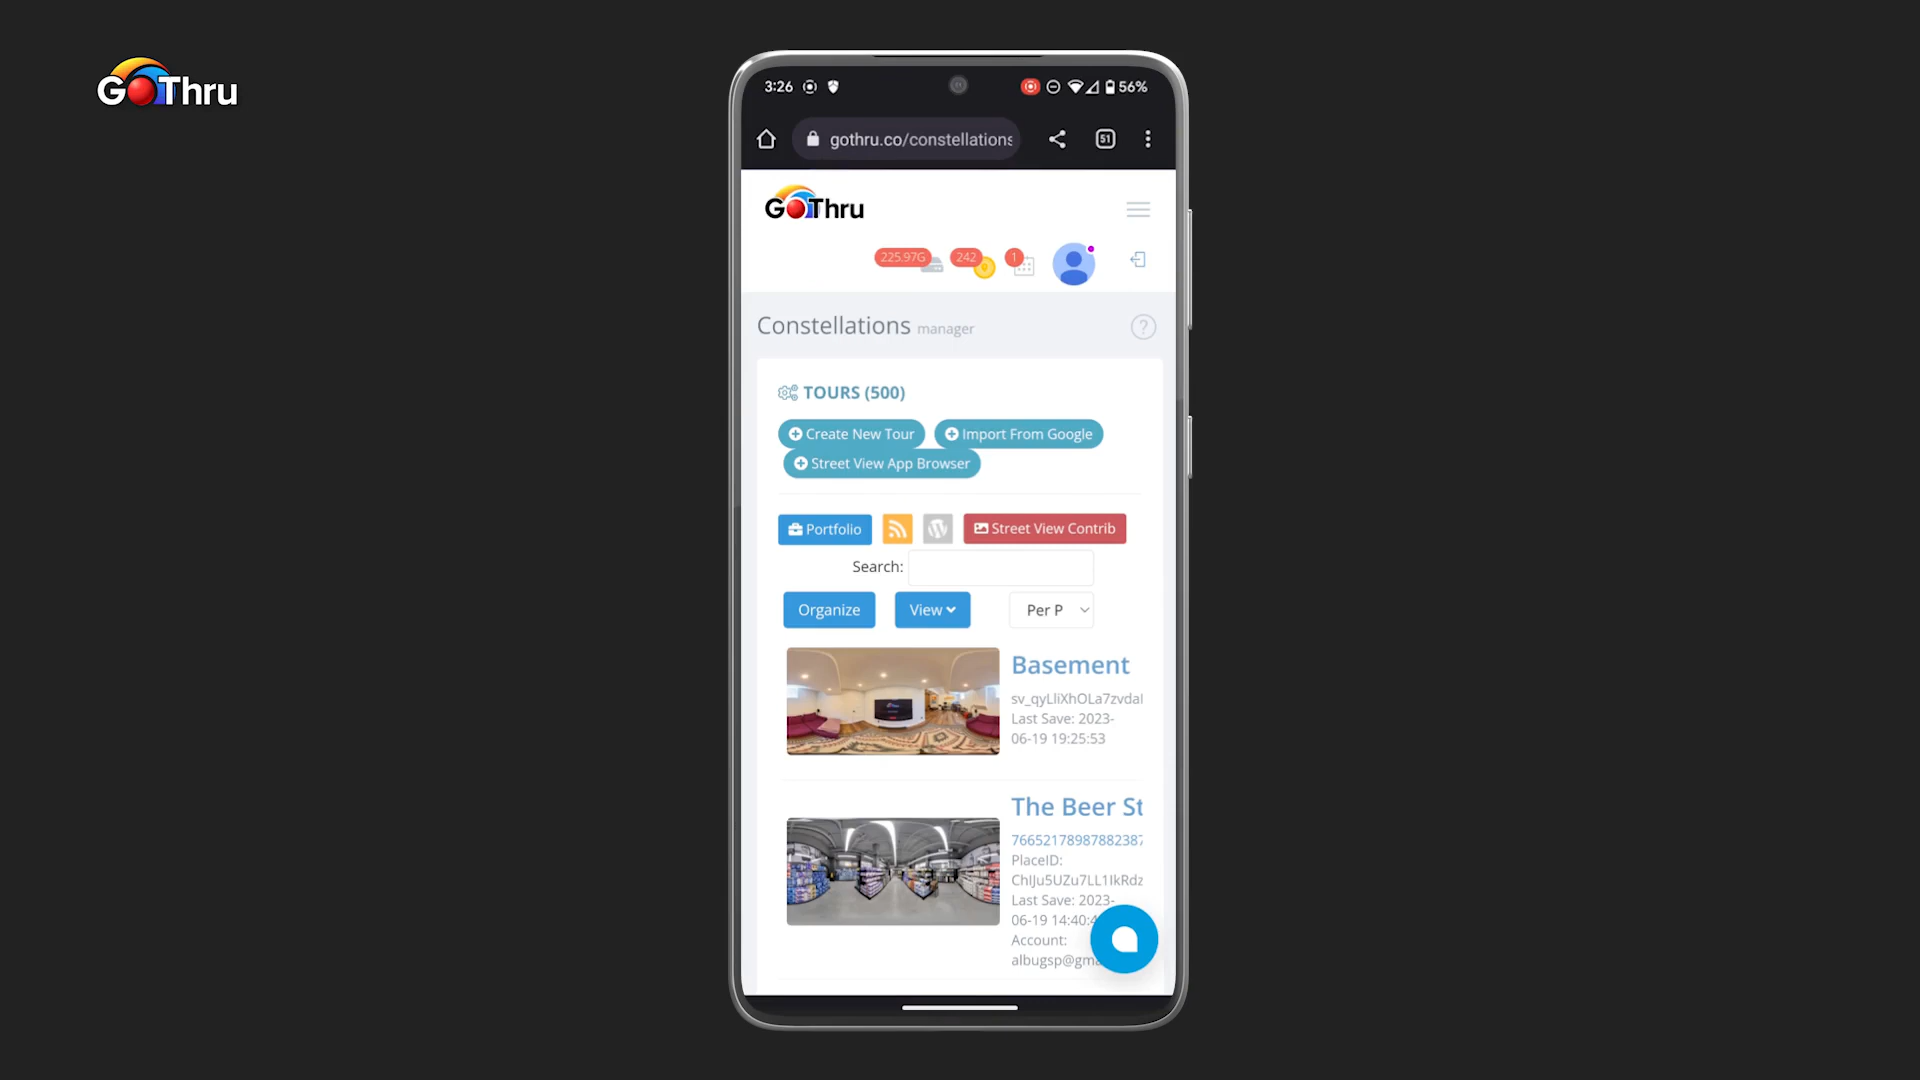 GoThru
3:26
56%
gothru.co/constellations
51
GoThru
225.97G
242
1
Constellations manager
?
TOURS (500)
Create New Tour
Import From Google
Street View App Browser
Portfolio
Street View Contrib
Search:
Organize
View
Per P
Basement
sv_qyLliXhOLa7zvdaI
Last Save: 2023-
06-19 19:25:53
The Beer St
76652178987882387
PlaceID:
ChIJu5UZu7LL1IkRdz
Last Save: 2023-
06-19 14:40:4
Account:
albugsp@gma